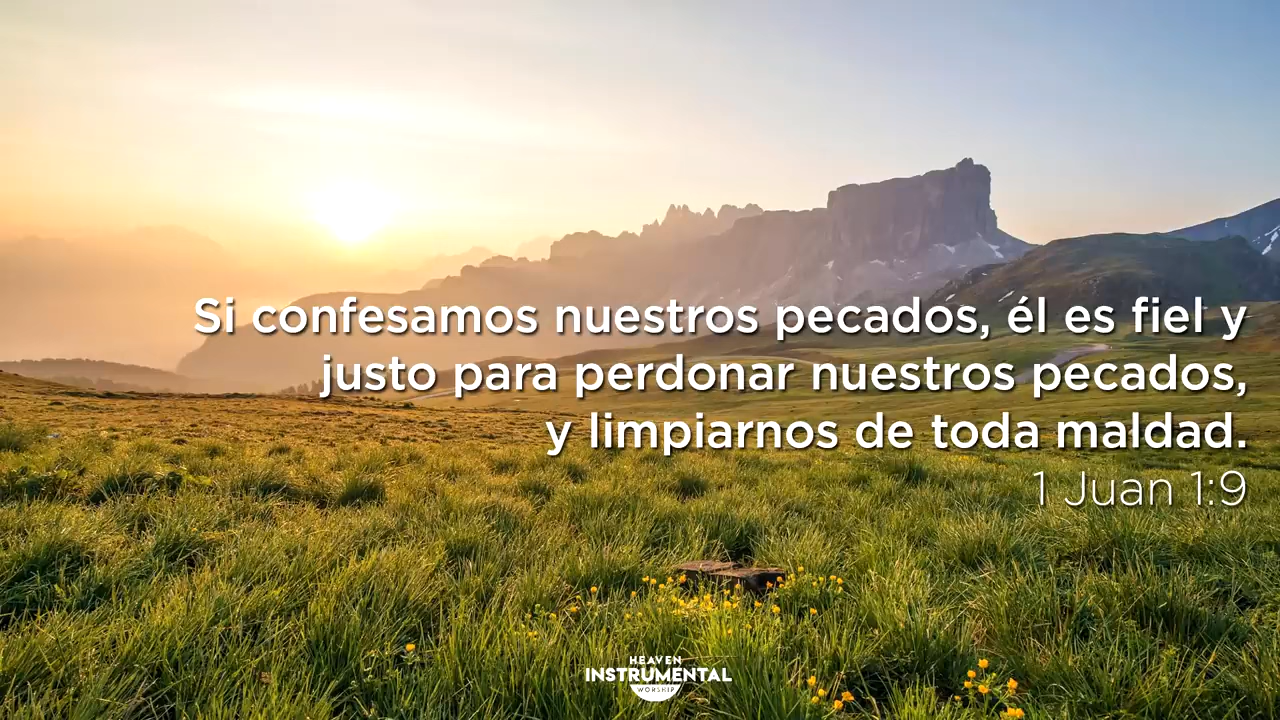 Si confesamos nuestros pecados, él es fiel y
justo para perdonar nuestros pecados,
y limpiarnos de toda maldad.
1 Juan 1:9
HEAVEN
INSTRUMENTAL
WORSHIP